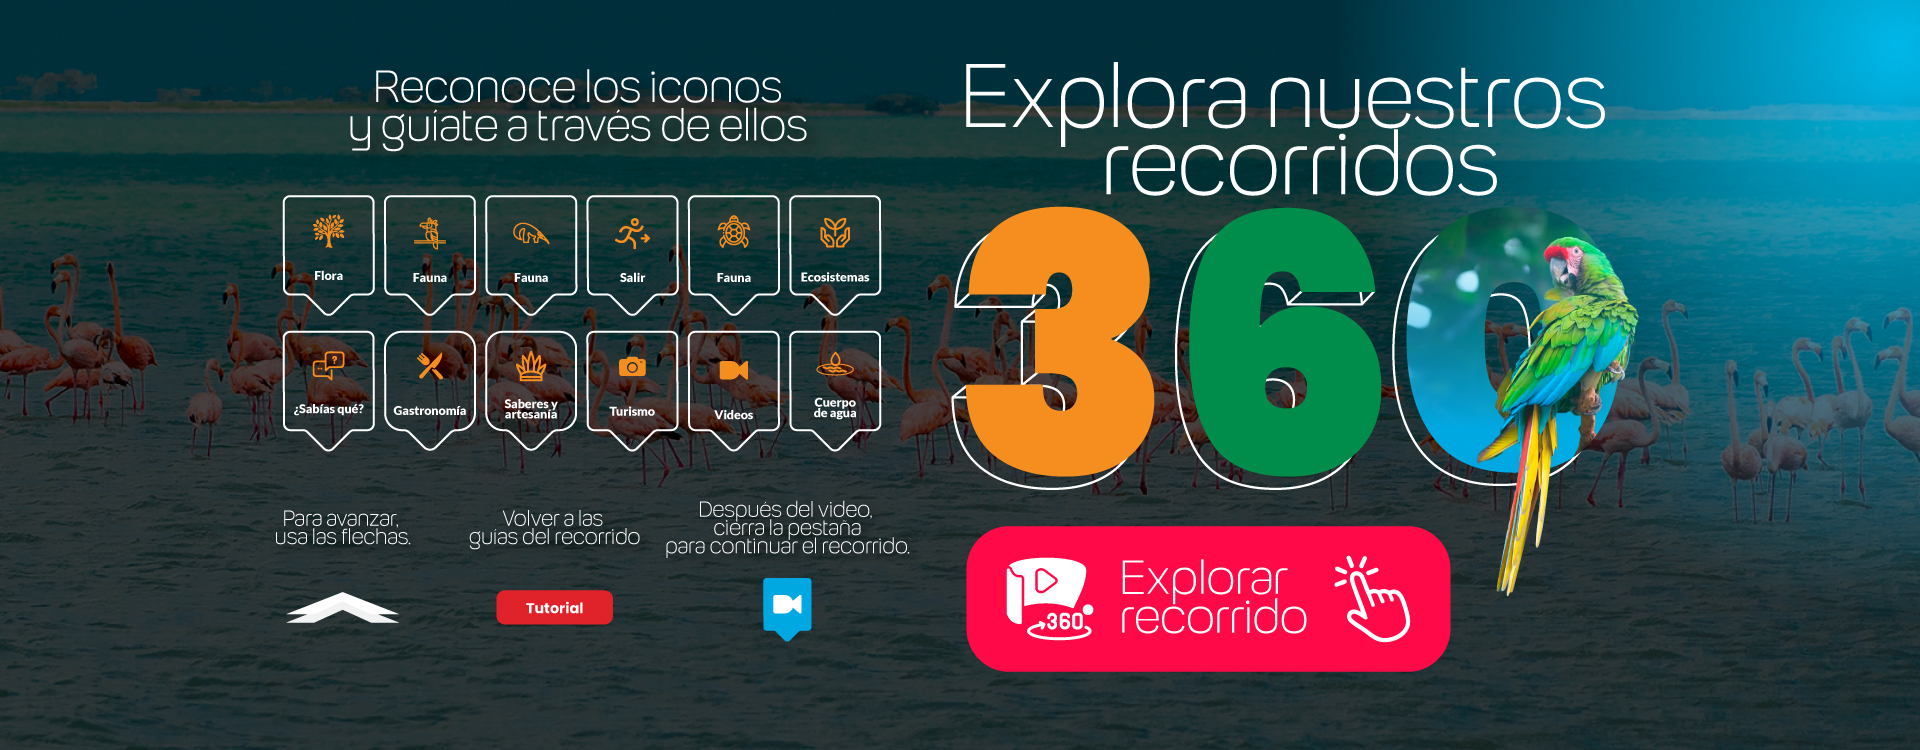 Reconoce los iconos
y guíate a través de ellos
Flora
Fauna
Fauna
Salir
Fauna
Ecosistemas
¿Sabías qué?
Gastronomía
Saberes y
artesanía
Turismo
Videos
Cuerpo
de agua
Para avanzar,
usa las flechas.
Volver a las
guías del recorrido
Después del video,
cierra la pestaña
para continuar el recorrido.
Tutorial
Explora nuestros
recorridos
360
360
Explorar
recorrido